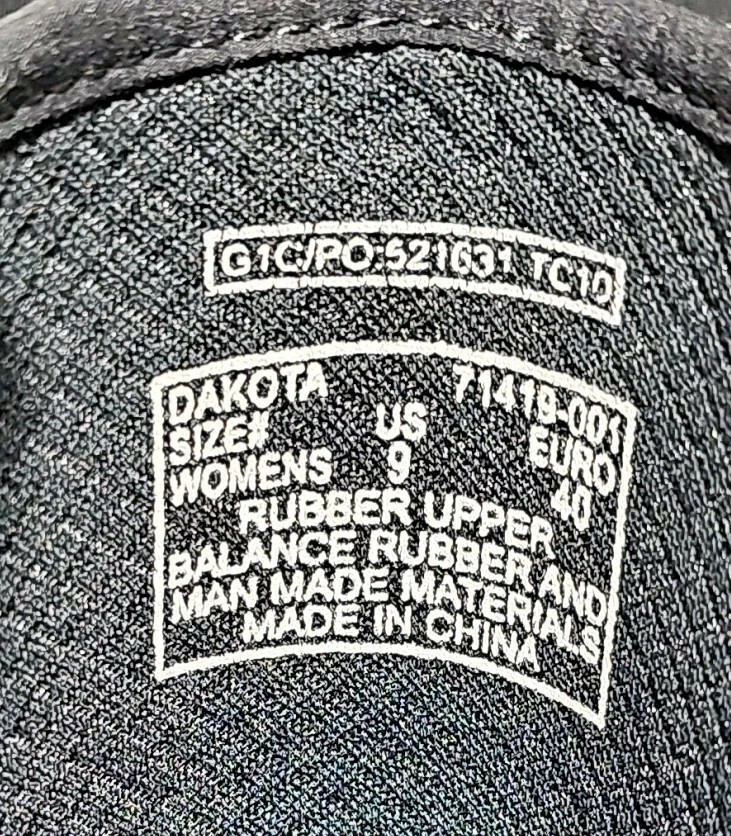 G1C/PO:521631 TC10
DAKOTA 71419-001
SIZE# US EURO
WOMENS 9 40
RUBBER UPPER
BALANCE RUBBER AND
MAN MADE MATERIALS
MADE IN CHINA